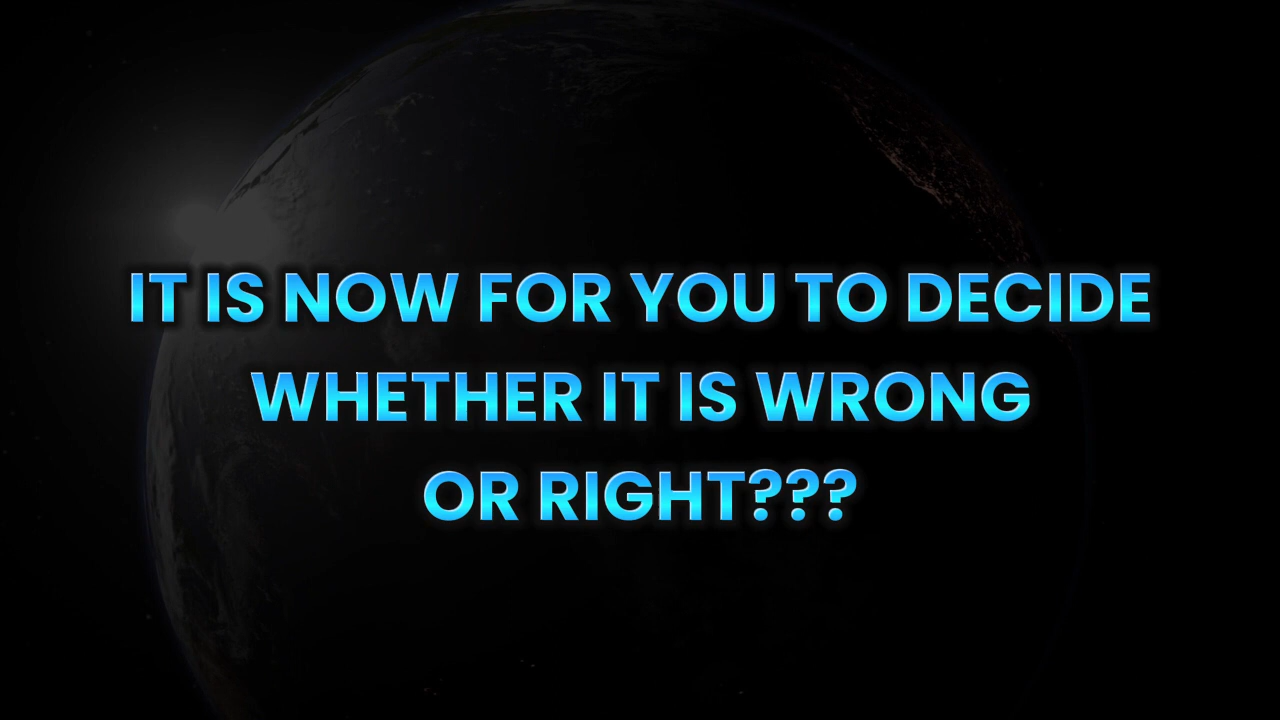 IT IS NOW FOR YOU TO DECIDE
WHETHER IT IS WRONG
OR RIGHT???